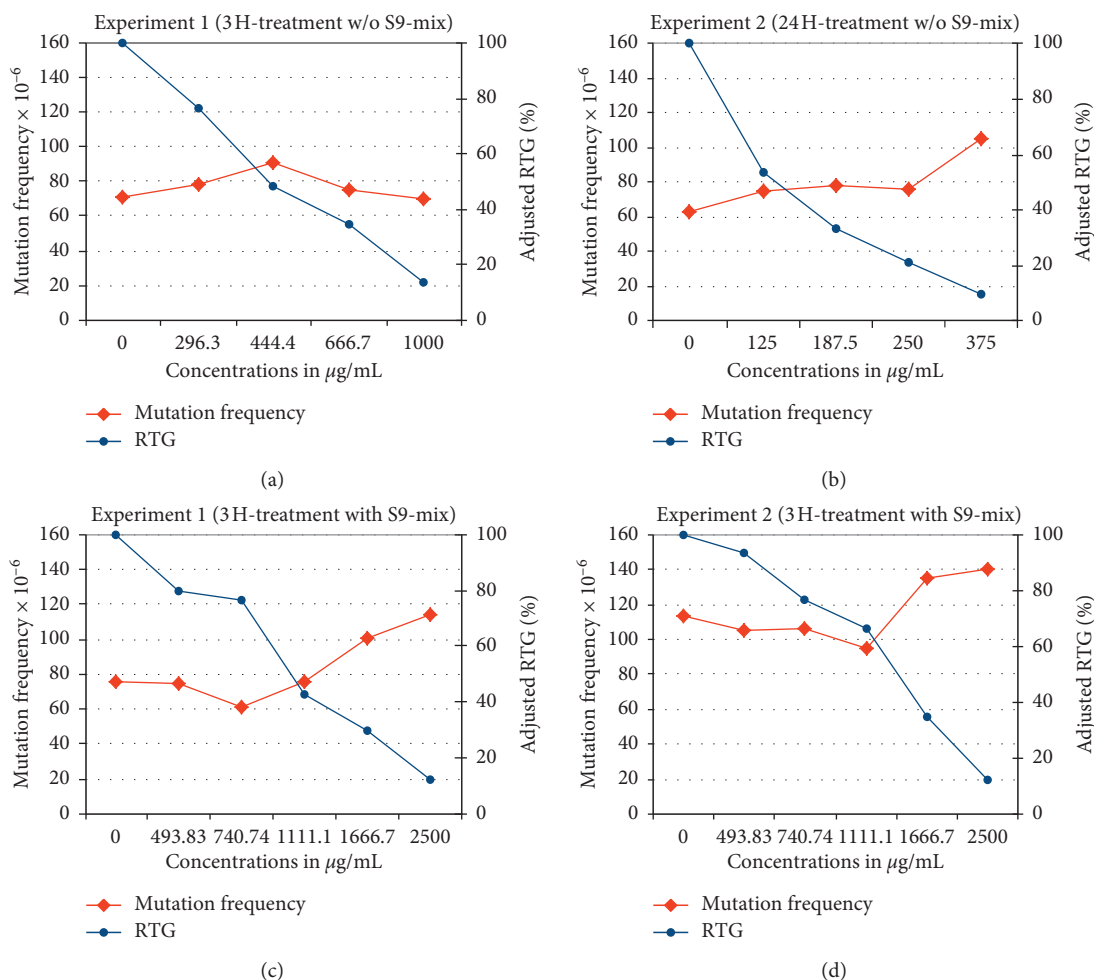 Experiment 1 (3H-treatment w/o S9-mix)
160
140
120
100
80
60
40
20
0
Mutation frequency × 10⁻⁶
100
80
60
40
20
0
Adjusted RTG (%)
0 296.3 444.4 666.7 1000
Concentrations in µg/mL
Mutation frequency
RTG
(a)
Experiment 2 (24H-treatment w/o S9-mix)
160
140
120
100
80
60
40
20
0
Mutation frequency × 10⁻⁶
100
80
60
40
20
0
Adjusted RTG (%)
0 125 187.5 250 375
Concentrations in µg/mL
Mutation frequency
RTG
(b)
Experiment 1 (3H-treatment with S9-mix)
160
140
120
100
80
60
40
20
0
Mutation frequency × 10⁻⁶
100
80
60
40
20
0
Adjusted RTG (%)
0 493.83 740.74 1111.1 1666.7 2500
Concentrations in µg/mL
Mutation frequency
RTG
(c)
Experiment 2 (3H-treatment with S9-mix)
160
140
120
100
80
60
40
20
0
Mutation frequency × 10⁻⁶
100
80
60
40
20
0
Adjusted RTG (%)
0 493.83 740.74 1111.1 1666.7 2500
Concentrations in µg/mL
Mutation frequency
RTG
(d)